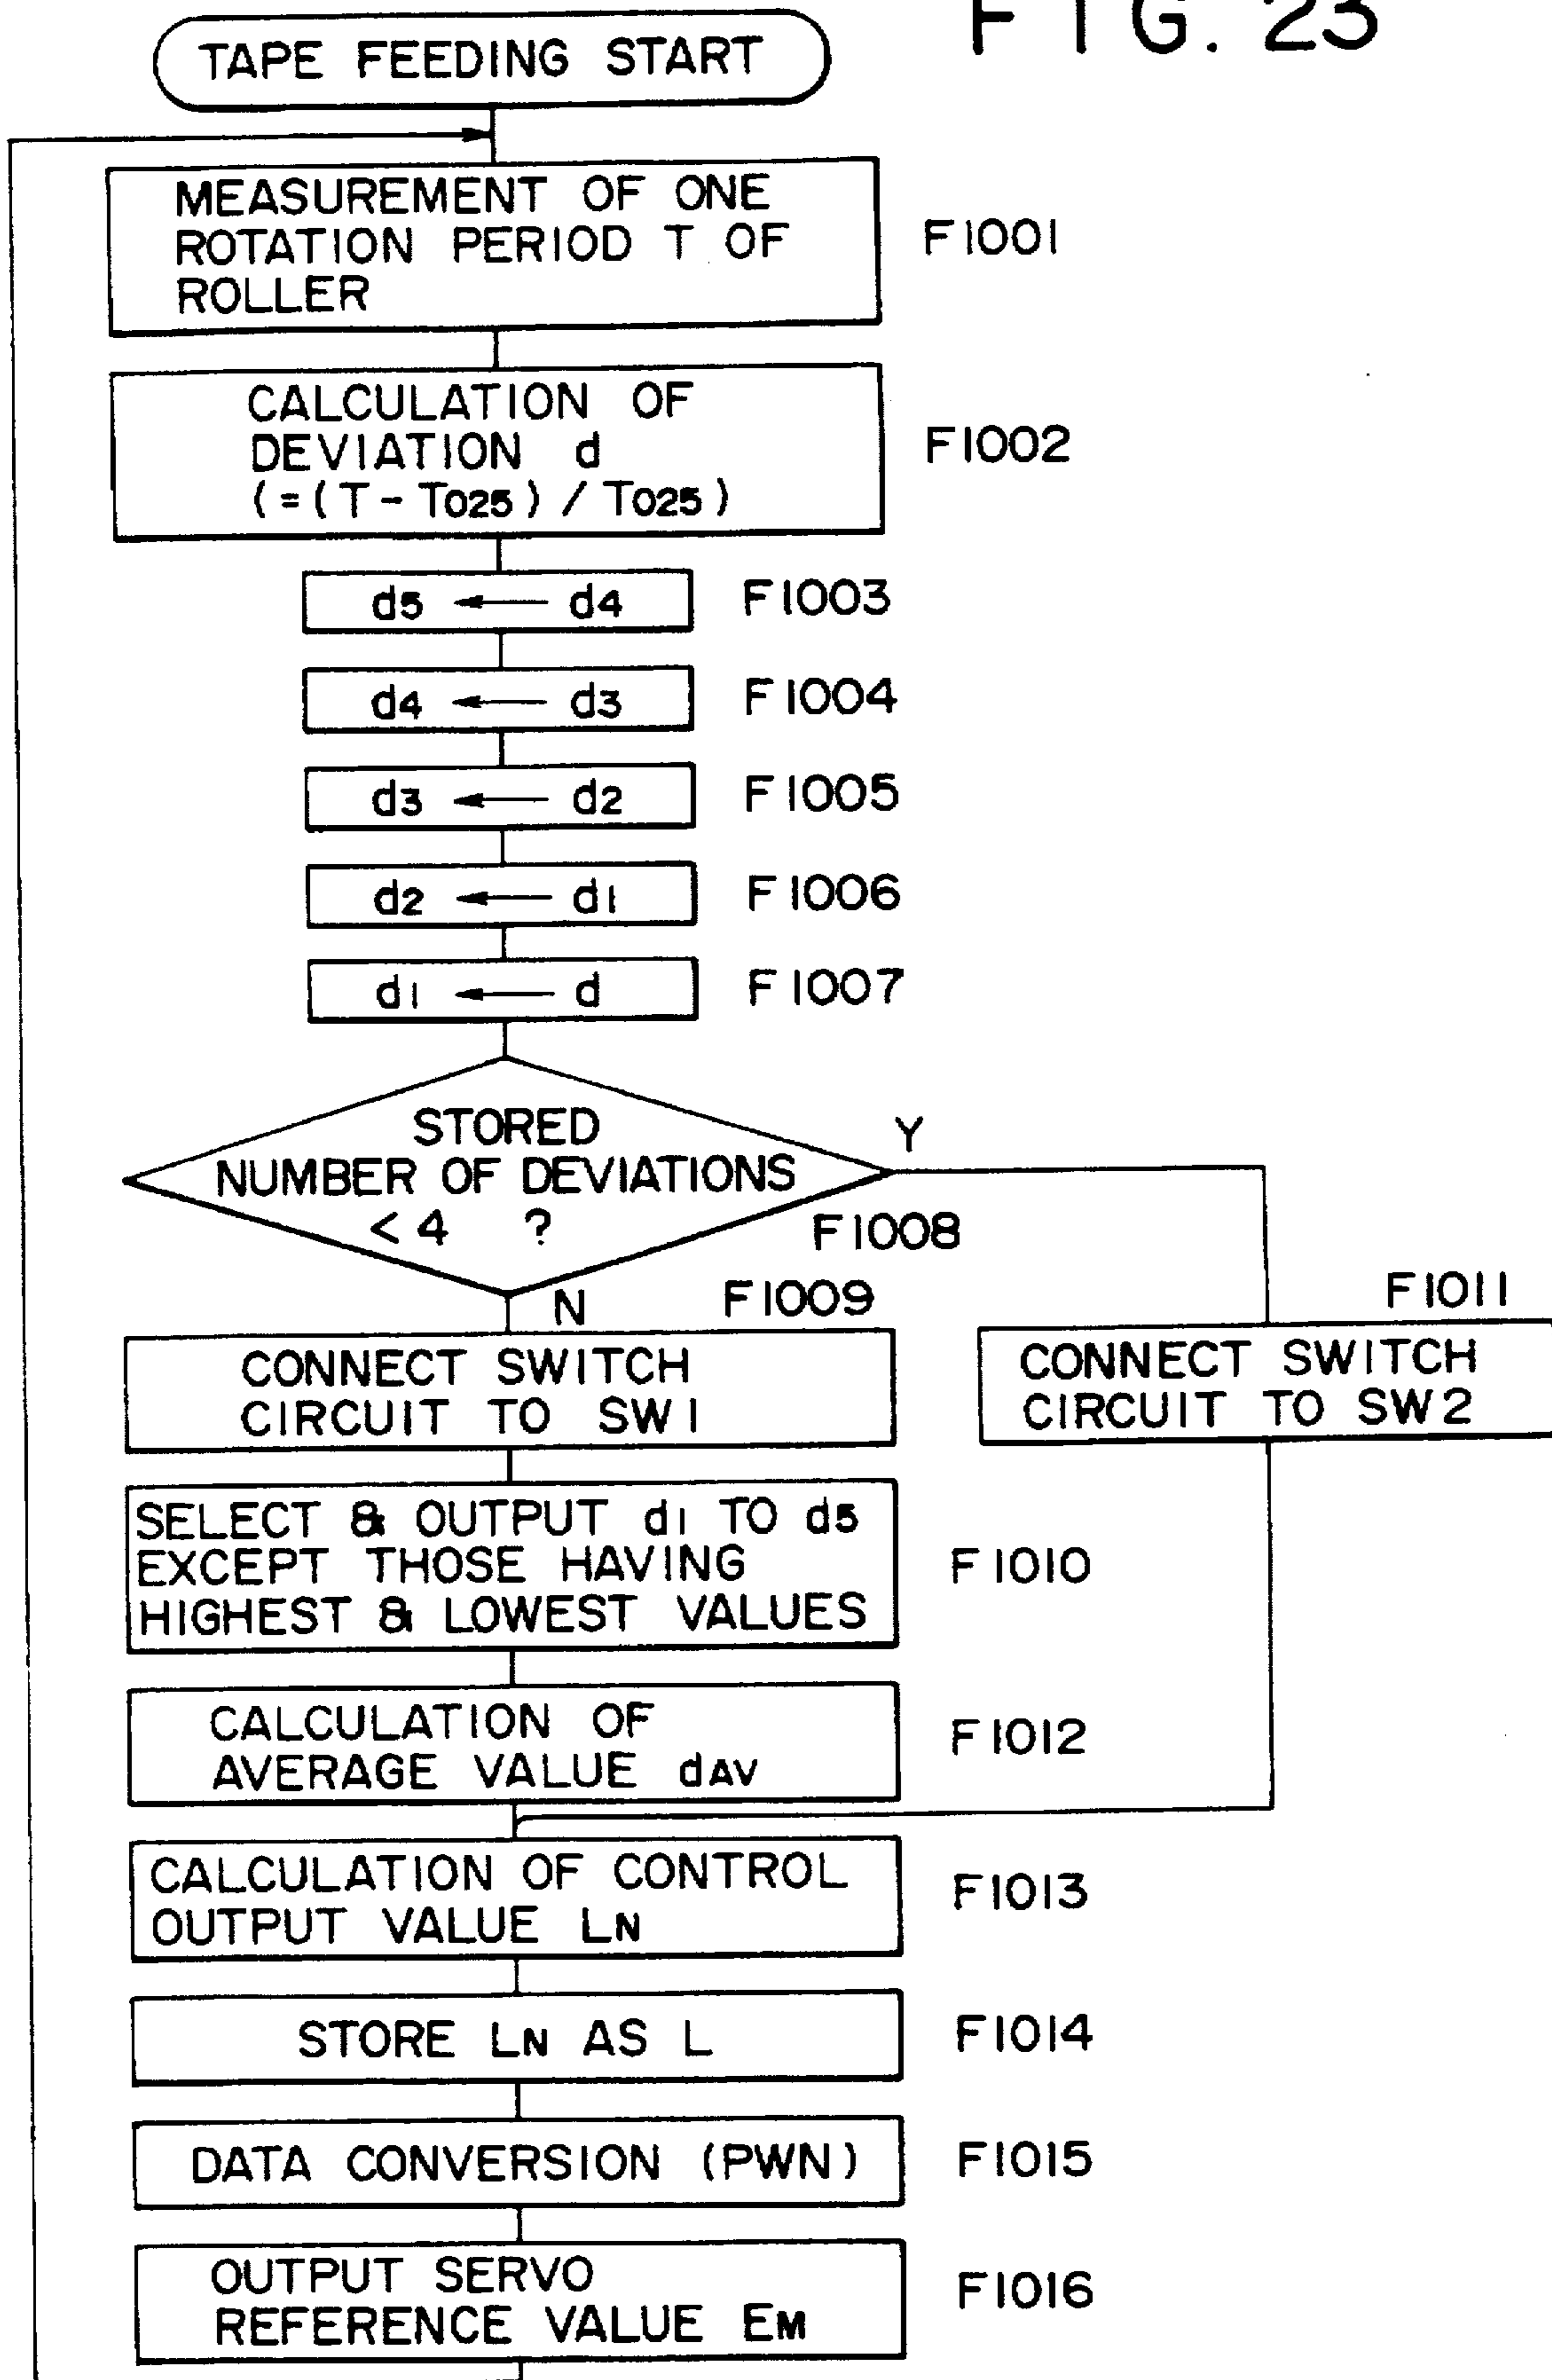 FIG. 23
TAPE FEEDING START
MEASUREMENT OF ONE
ROTATION PERIOD T OF
ROLLER
F1001
CALCULATION OF
DEVIATION d
(=(T-T025)/T025)
F1002
d5 ← d4
F1003
d4 ← d3
F1004
d3 ← d2
F1005
d2 ← d1
F1006
d1 ← d
F1007
STORED
NUMBER OF DEVIATIONS
<4 ?
F1008
Y
N
F1009
CONNECT SWITCH
CIRCUIT TO SW1
F1011
CONNECT SWITCH
CIRCUIT TO SW2
SELECT & OUTPUT d1 TO d5
EXCEPT THOSE HAVING
HIGHEST & LOWEST VALUES
F1010
CALCULATION OF
AVERAGE VALUE dAV
F1012
CALCULATION OF CONTROL
OUTPUT VALUE LN
F1013
STORE LN AS L
F1014
DATA CONVERSION (PWN)
F1015
OUTPUT SERVO
REFERENCE VALUE EM
F1016